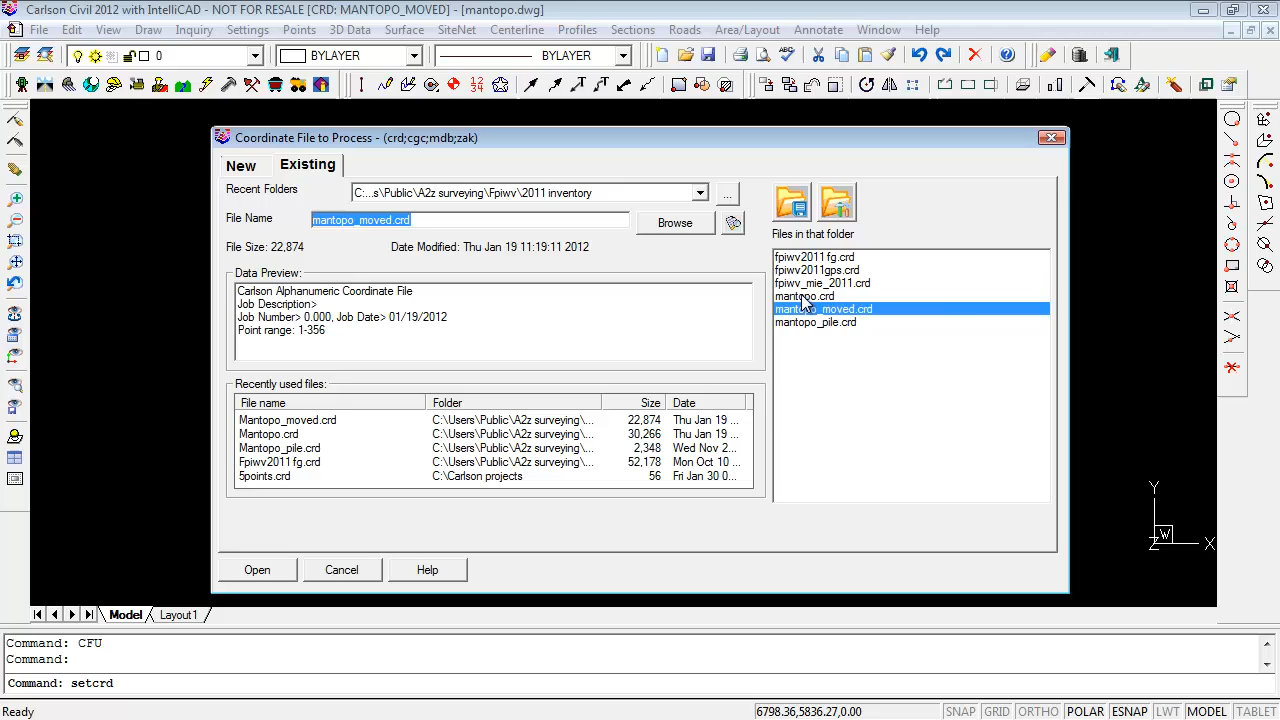 Carlson Civil 2012 with IntelliCAD - NOT FOR RESALE [CRD: MANTOPO_MOVED] - [mantopo.dwg]
File Edit View Draw Inquiry Settings Points 3D Data Surface SiteNet Centerline Profiles Sections Roads Area/Layout Annotate Window Help
0 BYLAYER BYLAYER
Coordinate File to Process - (crd;cgc;mdb;zak)
New Existing
Recent Folders C:...s\Public\A2z surveying\Fpiwv\2011 inventory ...
File Name mantopo_moved.crd Browse
File Size: 22,874 Date Modified: Thu Jan 19 11:19:11 2012
Data Preview:
Carlson Alphanumeric Coordinate File
Job Description>
Job Number> 0.000, Job Date> 01/19/2012
Point range: 1-356
Recently used files:
File name Folder Size Date
Mantopo_moved.crd C:\Users\Public\A2z surveying\... 22,874 Thu Jan 19 ...
Mantopo.crd C:\Users\Public\A2z surveying\... 30,266 Thu Jan 19 ...
Mantopo_pile.crd C:\Users\Public\A2z surveying\... 2,348 Wed Nov 2...
Fpiwv2011 fg.crd C:\Users\Public\A2z surveying\... 52,178 Mon Oct 10 ...
5points.crd C:\Carlson projects 56 Fri Jan 30 0...
Files in that folder
fpiwv2011 fg.crd
fpiwv2011gps.crd
fpiwv_mie_2011.crd
mantopo.crd
mantopo_moved.crd
mantopo_pile.crd
Open Cancel Help
Y
W
Z X
Model Layout1
Command: CFU
Command:
Command: setcrd
Ready 6798.36,5836.27,0.00 SNAP GRID ORTHO POLAR ESNAP LWT MODEL TABLET